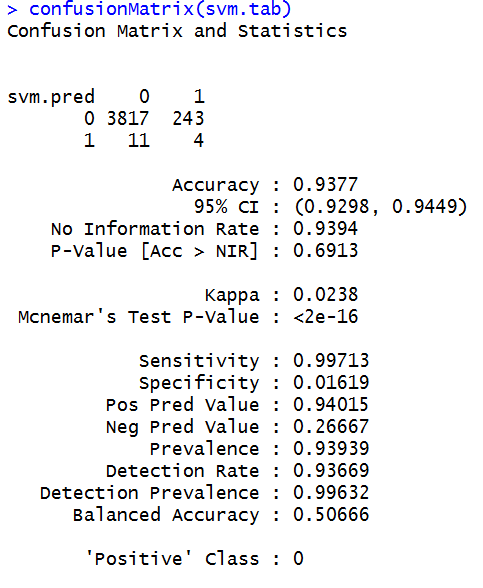 > confusionMatrix(svm.tab)
Confusion Matrix and Statistics
svm.pred    0    1
       0 3817  243
       1   11    4
Accuracy : 0.9377
95% CI : (0.9298, 0.9449)
No Information Rate : 0.9394
P-Value [Acc > NIR] : 0.6913
Kappa : 0.0238
Mcnemar's Test P-Value : <2e-16
Sensitivity : 0.99713
Specificity : 0.01619
Pos Pred Value : 0.94015
Neg Pred Value : 0.26667
Prevalence : 0.93939
Detection Rate : 0.93669
Detection Prevalence : 0.99632
Balanced Accuracy : 0.50666
'Positive' Class : 0